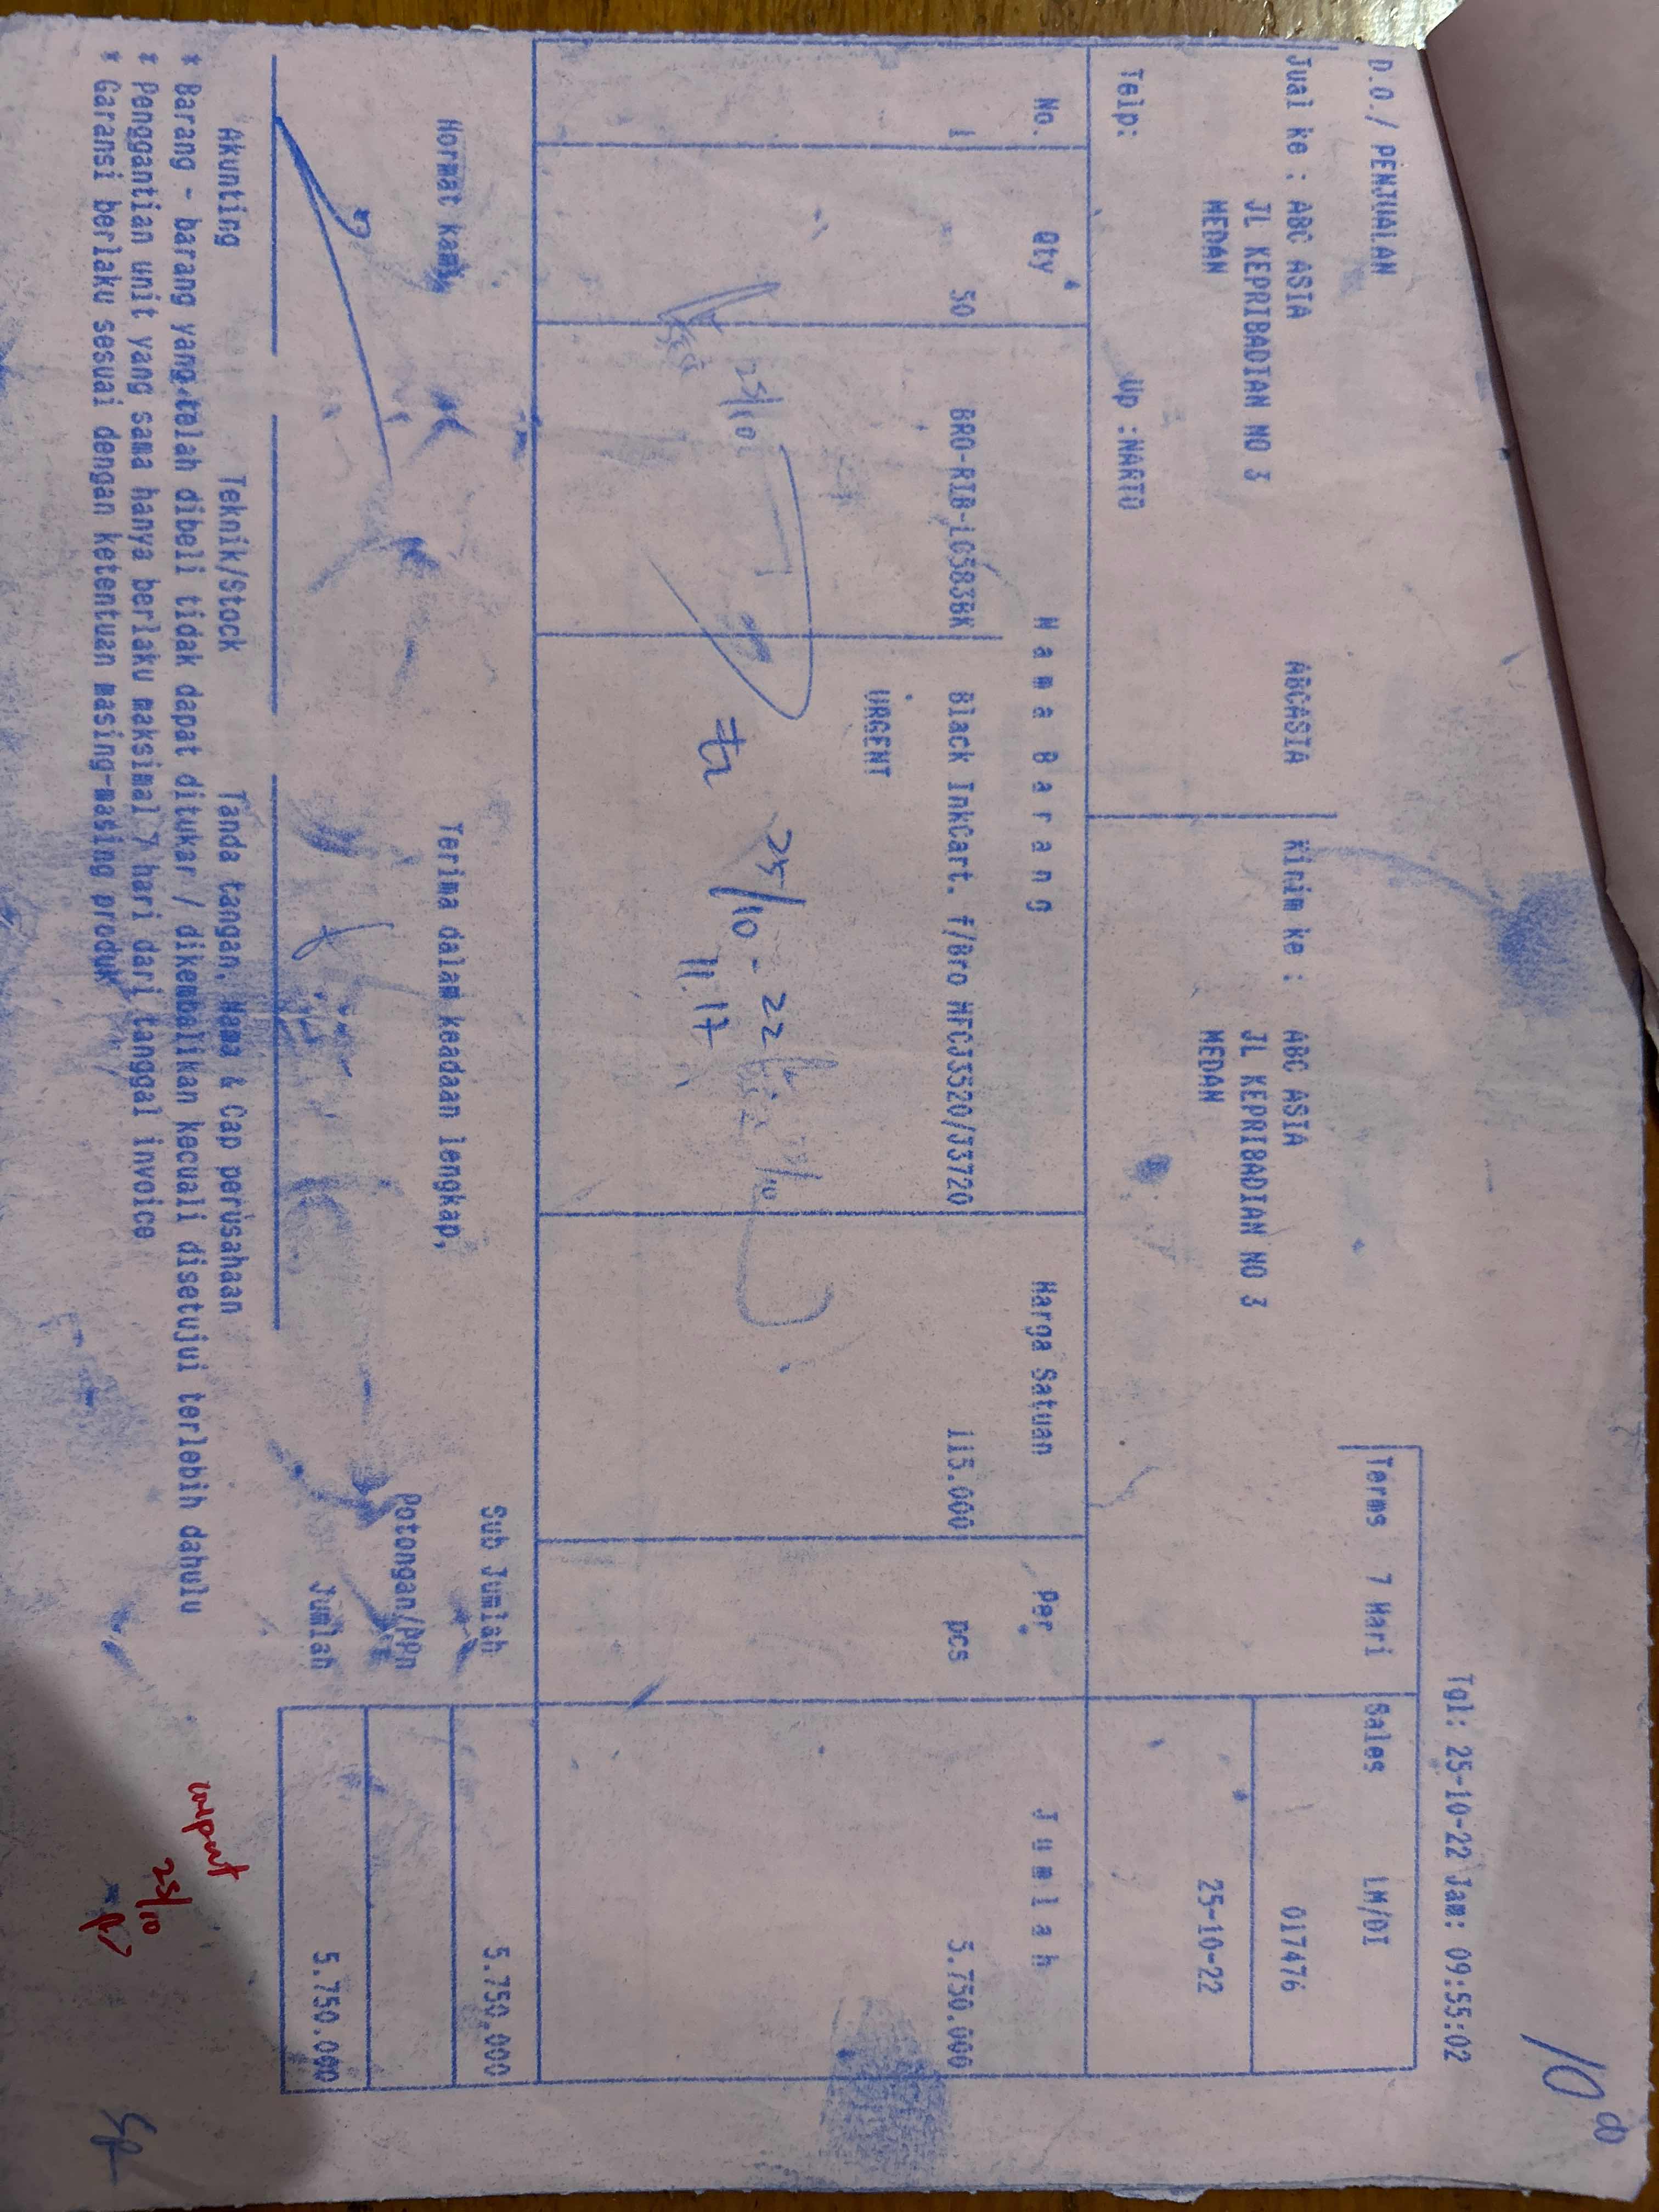 10 8
Tgl: 25-10-22 Jam: 09:55:02
D.O./ PENJUALAN
Terms 7 Hari Sales LM/DI
Jual ke : ABC ASIA ABCASIA Kirim ke : ABC ASIA 017476
JL KEPRIBADIAN NO 3 JL KEPRIBADIAN NO 3
MEDAN MEDAN 25-10-22
Telp: Up :NARTO
No. Qty Nama Barang Harga Satuan Per Jumlah
1 50 BRO-RIB-LC583BK Black InkCart. f/Bro MFCJ3520/J3720 115.000 pcs 5.750.000
URGENT
25/10 25/10 - 22
11.17
Sub Jumlah 5.750.000
Hormat kami, Terima dalam keadaan lengkap,
Potongan/PPn
Jumlah 5.750.000
Akunting Teknik/Stock Tanda tangan, Nama & Cap perusahaan
* Barang - barang yang telah dibeli tidak dapat ditukar / dikembalikan kecuali disetujui terlebih dahulu
* Penggantian unit yang sama hanya berlaku maksimal 7 hari dari tanggal invoice
* Garansi berlaku sesuai dengan ketentuan masing-masing produk
25/10